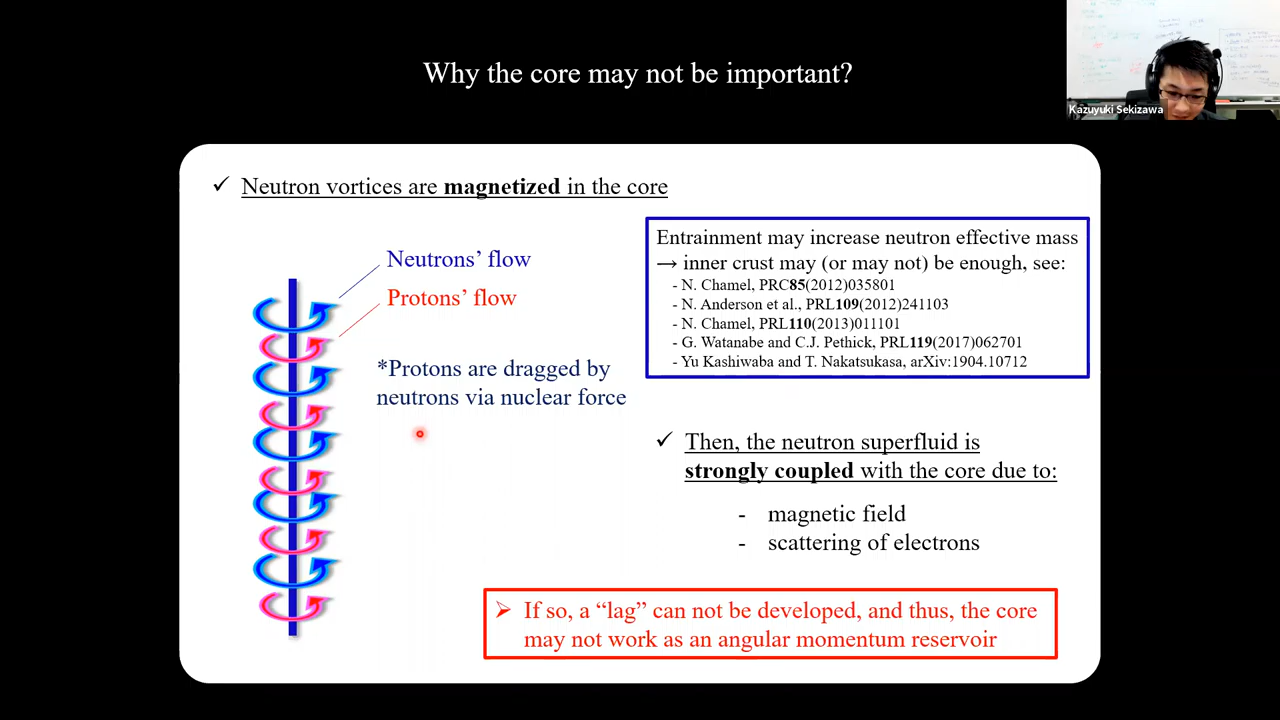 Why the core may not be important?
Kazuyuki Sekizawa
✓ Neutron vortices are magnetized in the core
Neutrons' flow
Protons' flow
*Protons are dragged by
neutrons via nuclear force
Entrainment may increase neutron effective mass
→ inner crust may (or may not) be enough, see:
- N. Chamel, PRC85(2012)035801
- N. Anderson et al., PRL109(2012)241103
- N. Chamel, PRL110(2013)011101
- G. Watanabe and C.J. Pethick, PRL119(2017)062701
- Yu Kashiwaba and T. Nakatsukasa, arXiv:1904.10712
✓ Then, the neutron superfluid is
strongly coupled with the core due to:
- magnetic field
- scattering of electrons
➢ If so, a “lag” can not be developed, and thus, the core
may not work as an angular momentum reservoir